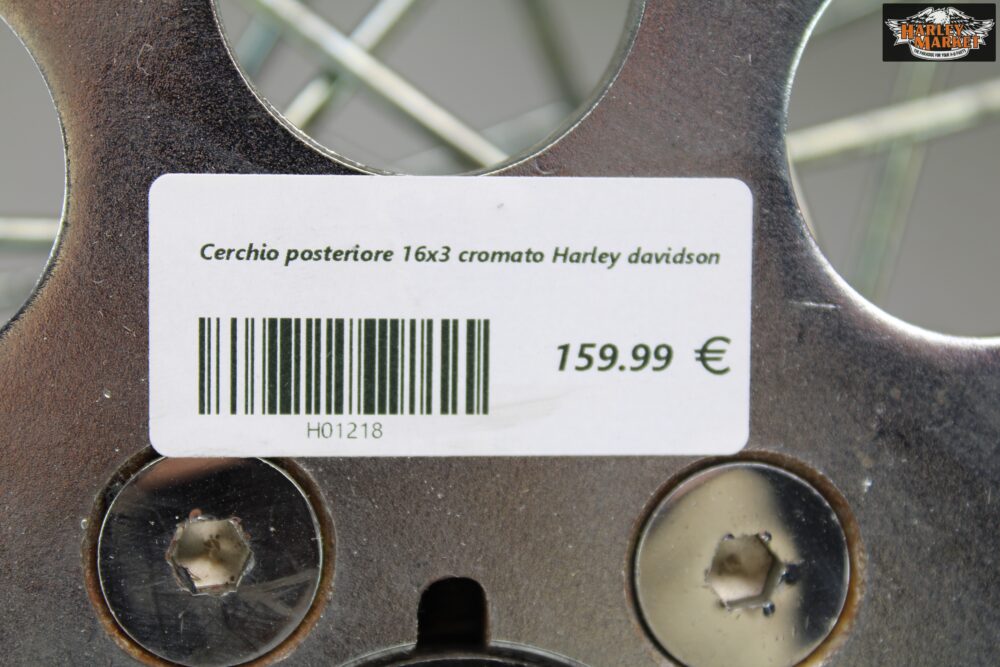 HARLEY
MARKET
Cerchio posteriore 16x3 cromato Harley davidson
159.99 €
H01218